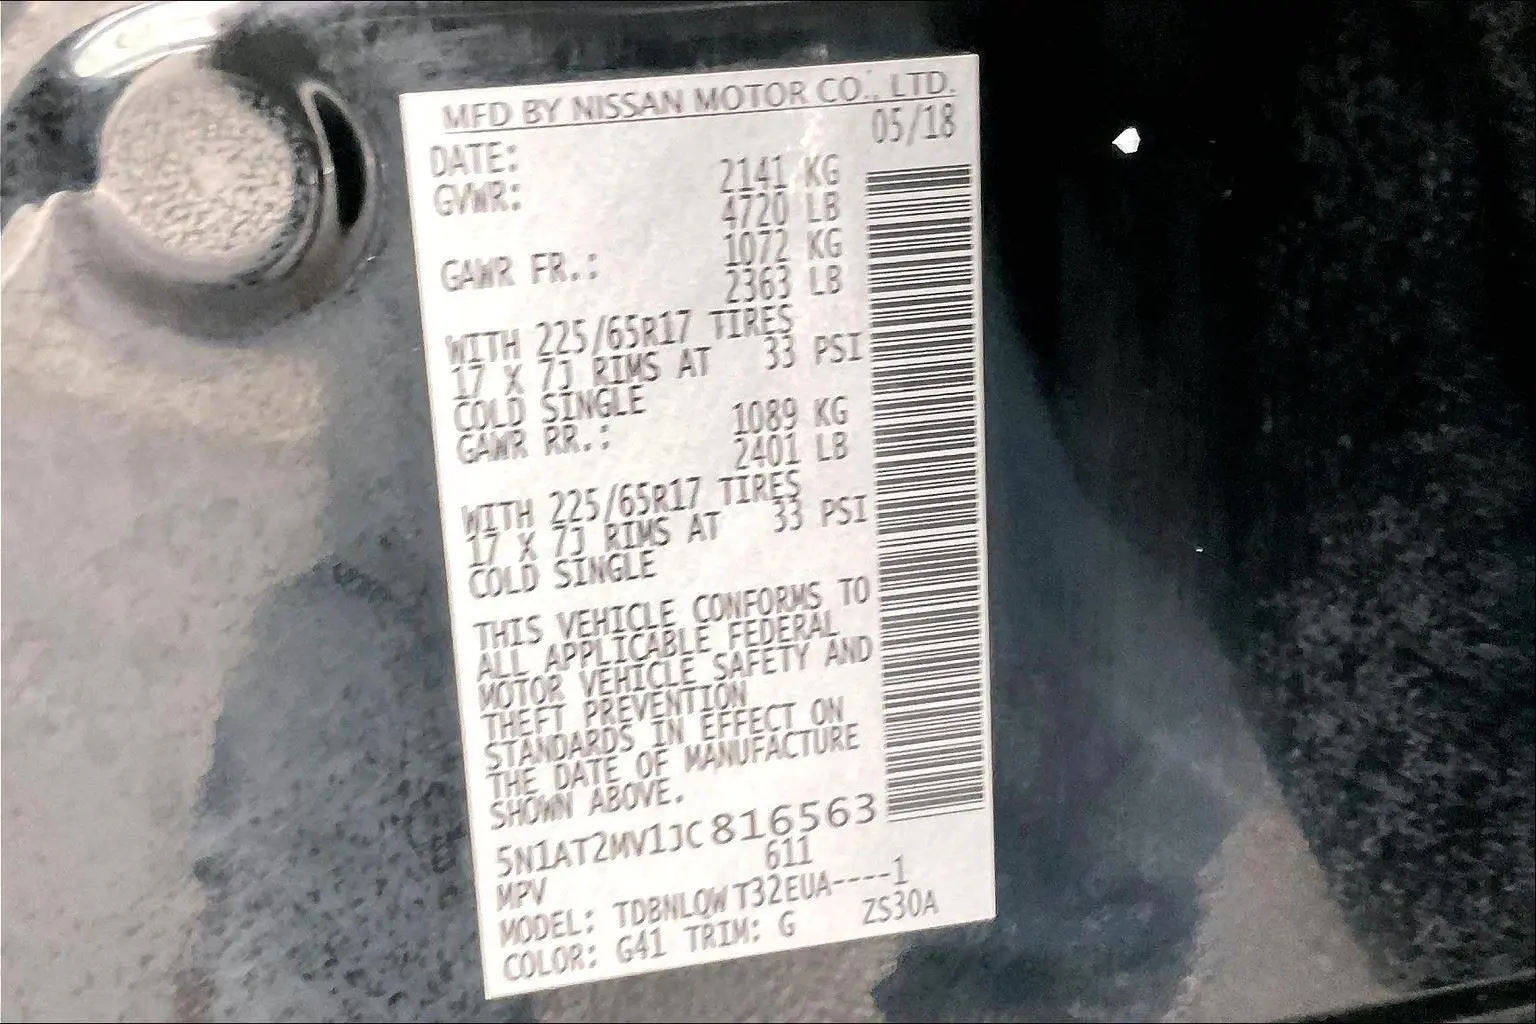 MFD BY NISSAN MOTOR CO., LTD.
DATE: 05/18
GVWR: 2141 KG
4720 LB
GAWR FR.: 1072 KG
2363 LB
WITH 225/65R17 TIRES
17 X 7J RIMS AT 33 PSI
COLD SINGLE
GAWR RR.: 1089 KG
2401 LB
WITH 225/65R17 TIRES
17 X 7J RIMS AT 33 PSI
COLD SINGLE
THIS VEHICLE CONFORMS TO
ALL APPLICABLE FEDERAL
MOTOR VEHICLE SAFETY AND
THEFT PREVENTION
STANDARDS IN EFFECT ON
THE DATE OF MANUFACTURE
SHOWN ABOVE.
5N1AT2MV1JC816563
MPV 611
MODEL: TDBNLQWT32EUA----1
COLOR: G41 TRIM: G ZS30A